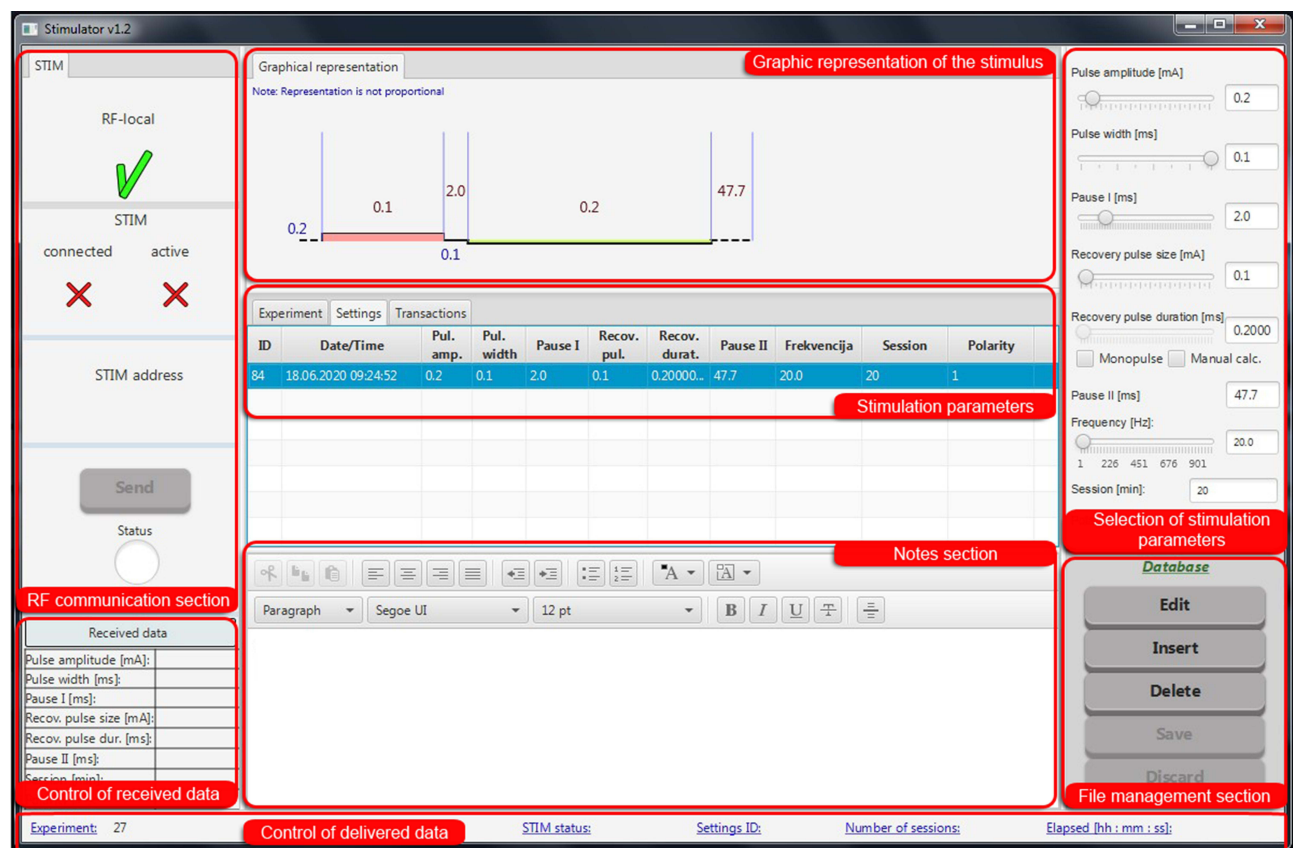 Stimulator v1.2
STIM
RF-local
STIM
connected active
STIM address
Send
Status
RF communication section
Received data
Pulse amplitude [mA]:
Pulse width [ms]:
Pause I [ms]:
Recov. pulse size [mA]:
Recov. pulse dur. [ms]:
Pause II [ms]:
Session [min]:
Control of received data
Graphical representation
Graphic representation of the stimulus
Note: Representation is not proportional
0.2
0.1
2.0
0.1
0.2
47.7
Experiment Settings Transactions
ID Date/Time Pul. amp. Pul. width Pause I Recov. pul. Recov. durat. Pause II Frekvencija Session Polarity
84 18.06.2020 09:24:52 0.2 0.1 2.0 0.1 0.20000... 47.7 20.0 20 1
Stimulation parameters
Notes section
Paragraph Segoe UI 12 pt B I U T
Pulse amplitude [mA]
0.2
Pulse width [ms]
0.1
Pause I [ms]
2.0
Recovery pulse size [mA]
0.1
Recovery pulse duration [ms]
0.2000
Monopulse Manual calc.
Pause II [ms] 47.7
Frequency [Hz]:
20.0
1 226 451 676 901
Session [min]: 20
Selection of stimulation
parameters
Database
Edit
Insert
Delete
Save
Discard
File management section
Experiment: 27 Control of delivered data STIM status: Settings ID: Number of sessions: Elapsed [hh : mm : ss]: